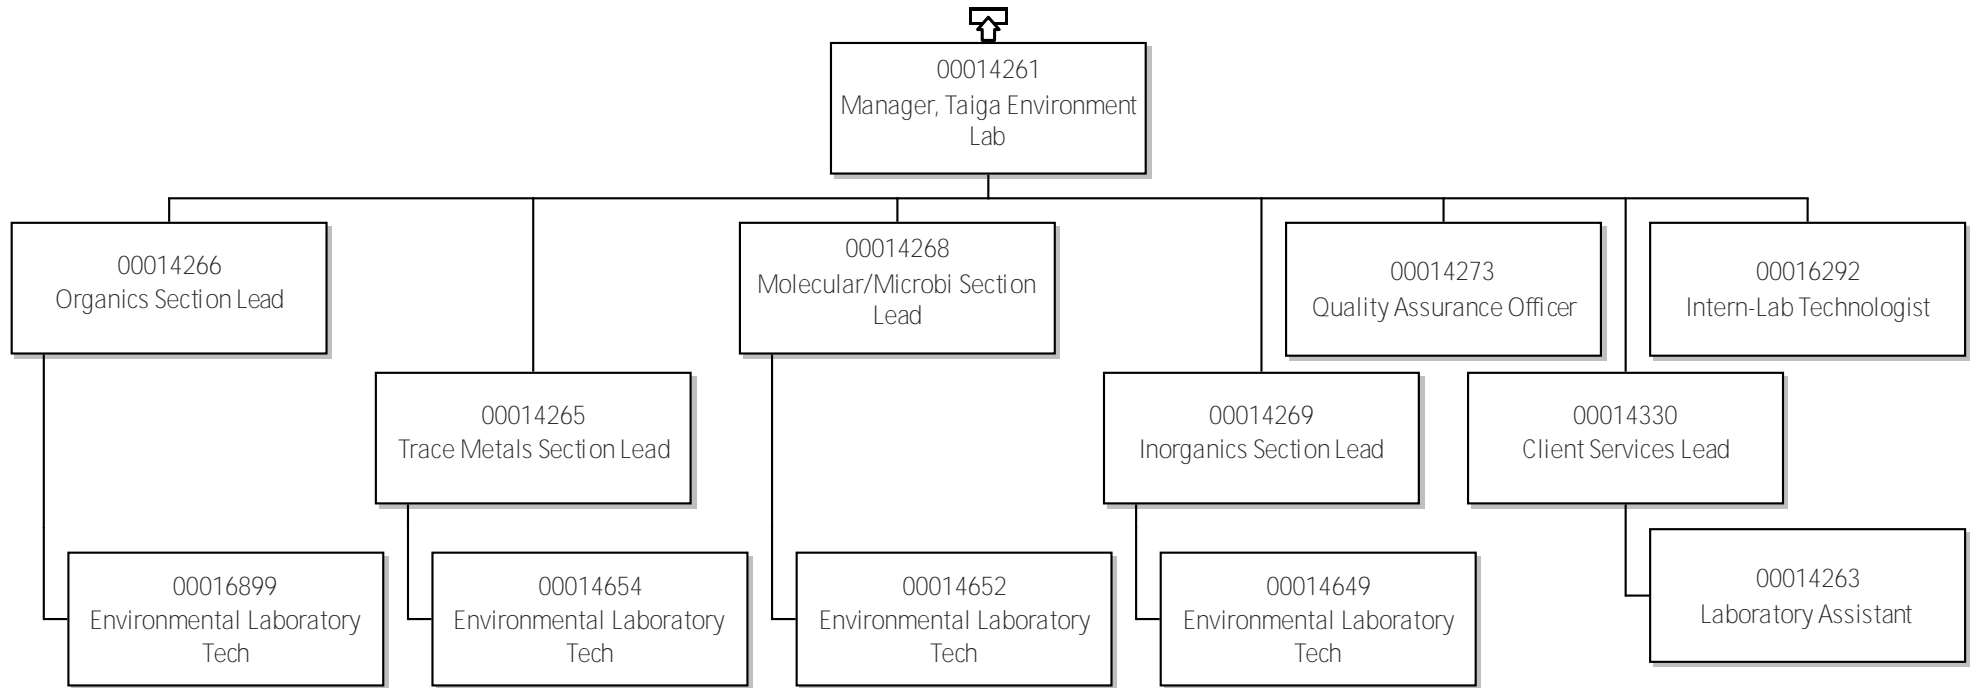 00014261
Manager, Taiga Environment
Lab
00014266
Organics Section Lead
00014268
Molecular/Microbi Section
Lead
00014273
Quality Assurance Officer
00016292
Intern-Lab Technologist
00014265
Trace Metals Section Lead
00014269
Inorganics Section Lead
00014330
Client Services Lead
00016899
Environmental Laboratory
Tech
00014654
Environmental Laboratory
Tech
00014652
Environmental Laboratory
Tech
00014649
Environmental Laboratory
Tech
00014263
Laboratory Assistant